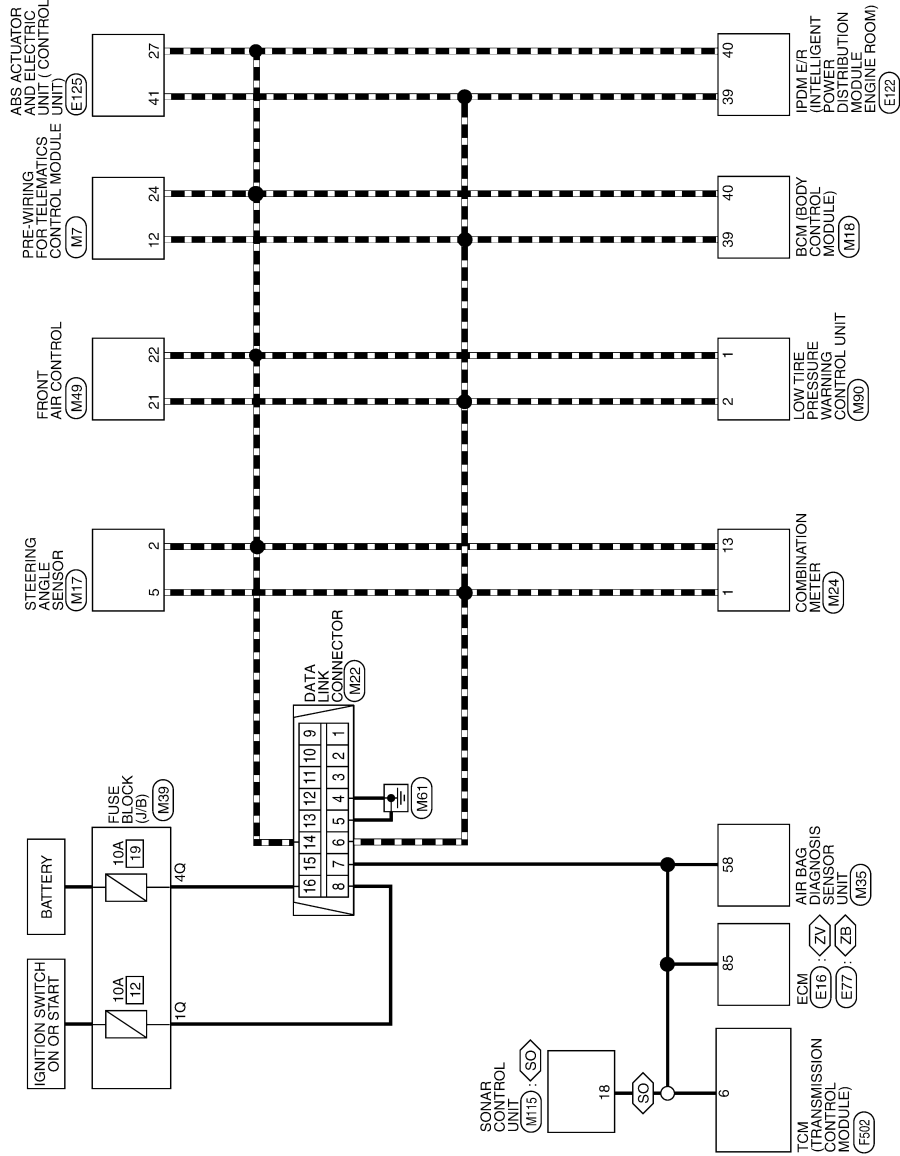 ABS ACTUATOR
AND ELECTRIC
UNIT ( CONTROL
UNIT)
E125
27
41
PRE-WIRING
FOR TELEMATICS
CONTROL MODULE
M7
24
12
FRONT
AIR CONTROL
M49
22
21
STEERING
ANGLE
SENSOR
M17
2
5
40
39
IPDM E/R
(INTELLIGENT
POWER
DISTRIBUTION
MODULE
ENGINE ROOM)
E122
40
39
BCM (BODY
CONTROL
MODULE)
M18
1
2
LOW TIRE
PRESSURE
WARNING
CONTROL UNIT
M90
13
1
COMBINATION
METER
M24
DATA
LINK
CONNECTOR
M22
16 15 14 13 12 11 10 9
8 7 6 5 4 3 2 1
M61
FUSE
BLOCK
(J/B)
M39
BATTERY
10A
19
4Q
IGNITION SWITCH
ON OR START
10A
12
1Q
58
AIR BAG
DIAGNOSIS
SENSOR
UNIT
M35
85
ECM
E16 : ZV
E77 : ZB
SONAR
CONTROL
UNIT
M115 : SO
18
SO
6
TCM
(TRANSMISSION
CONTROL
MODULE)
F502